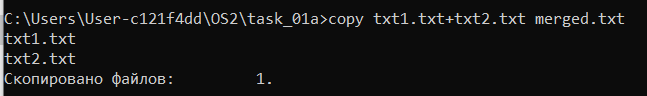 C:\Users\User-c121f4dd\OS2\task_01a>copy txt1.txt+txt2.txt merged.txt
txt1.txt
txt2.txt
Скопировано файлов:         1.